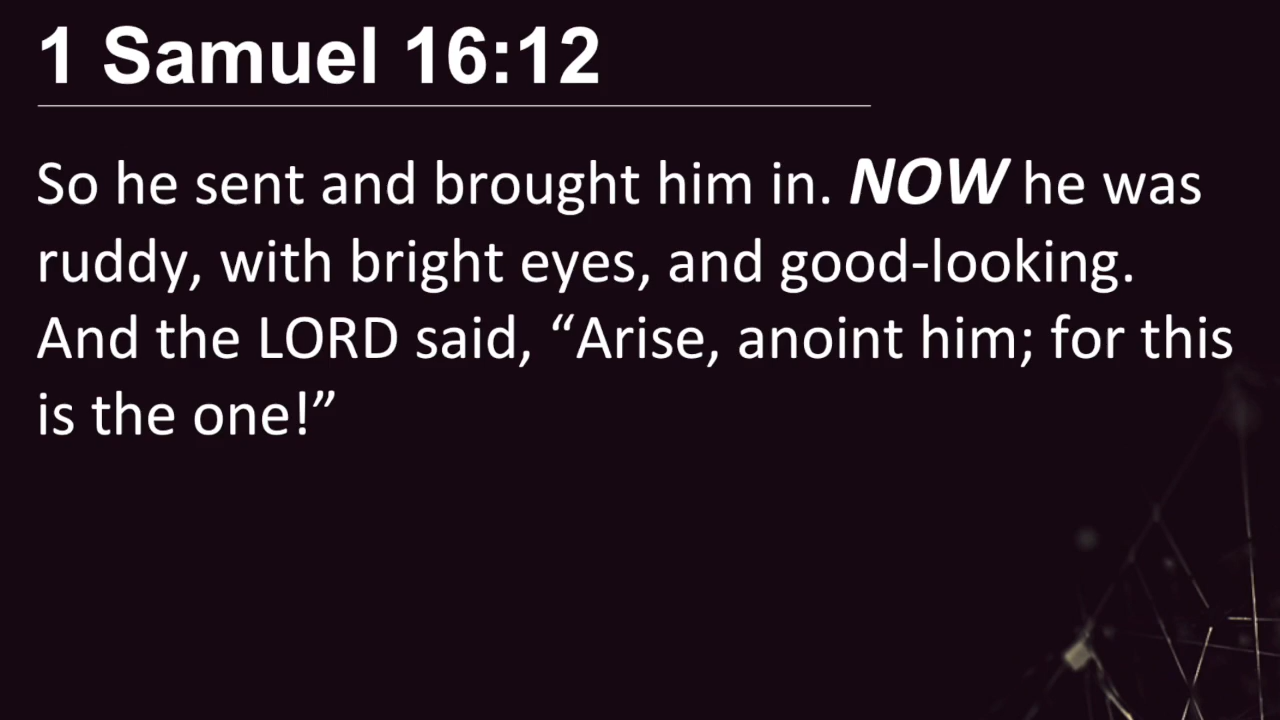 1 Samuel 16:12
So he sent and brought him in. NOW he was
ruddy, with bright eyes, and good-looking.
And the LORD said, “Arise, anoint him; for this
is the one!”